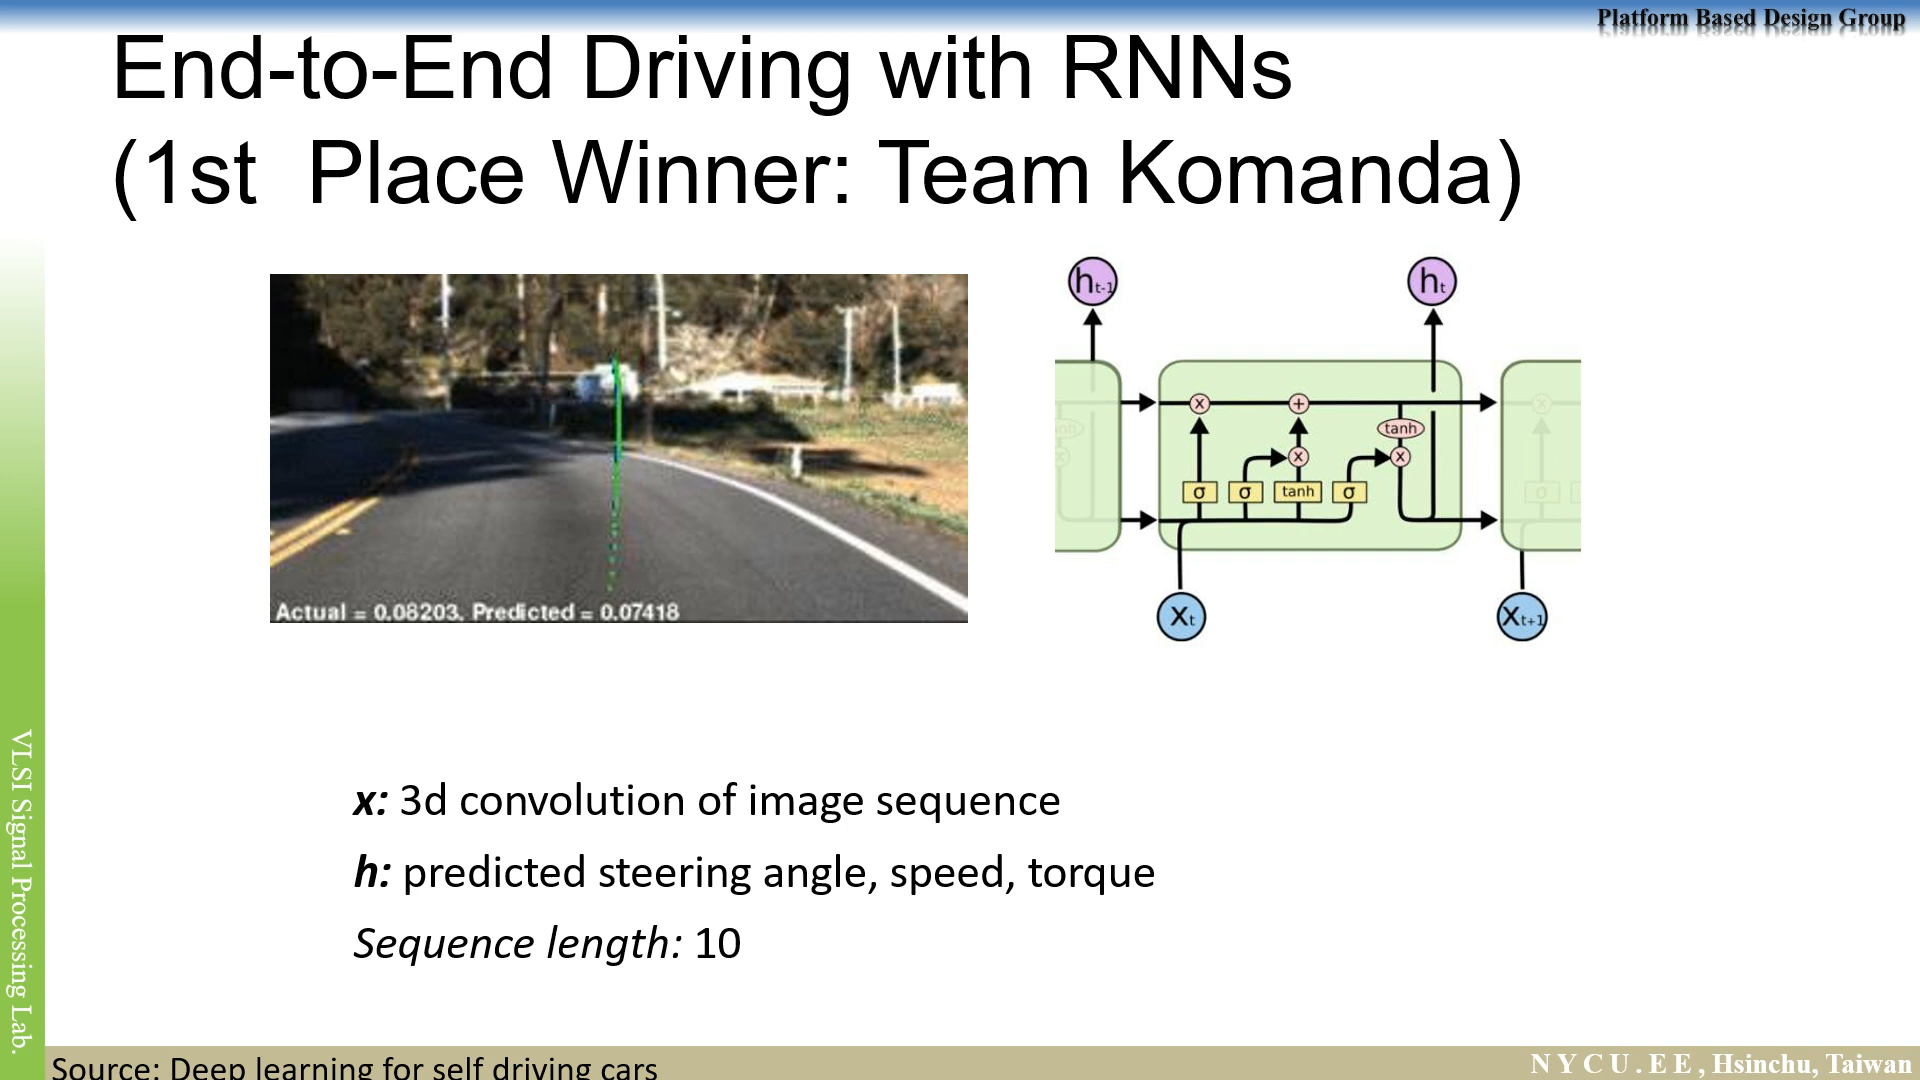 Platform Based Design Group
End-to-End Driving with RNNs
(1st Place Winner: Team Komanda)
Actual = 0.08203, Predicted = 0.07418
ht-1
ht
x
+
tanh
x
x
σ
σ
tanh
σ
xt
xt+1
x: 3d convolution of image sequence
h: predicted steering angle, speed, torque
Sequence length: 10
VLSI Signal Processing Lab.
Source: Deep learning for self driving cars
NYCU.EE, Hsinchu, Taiwan